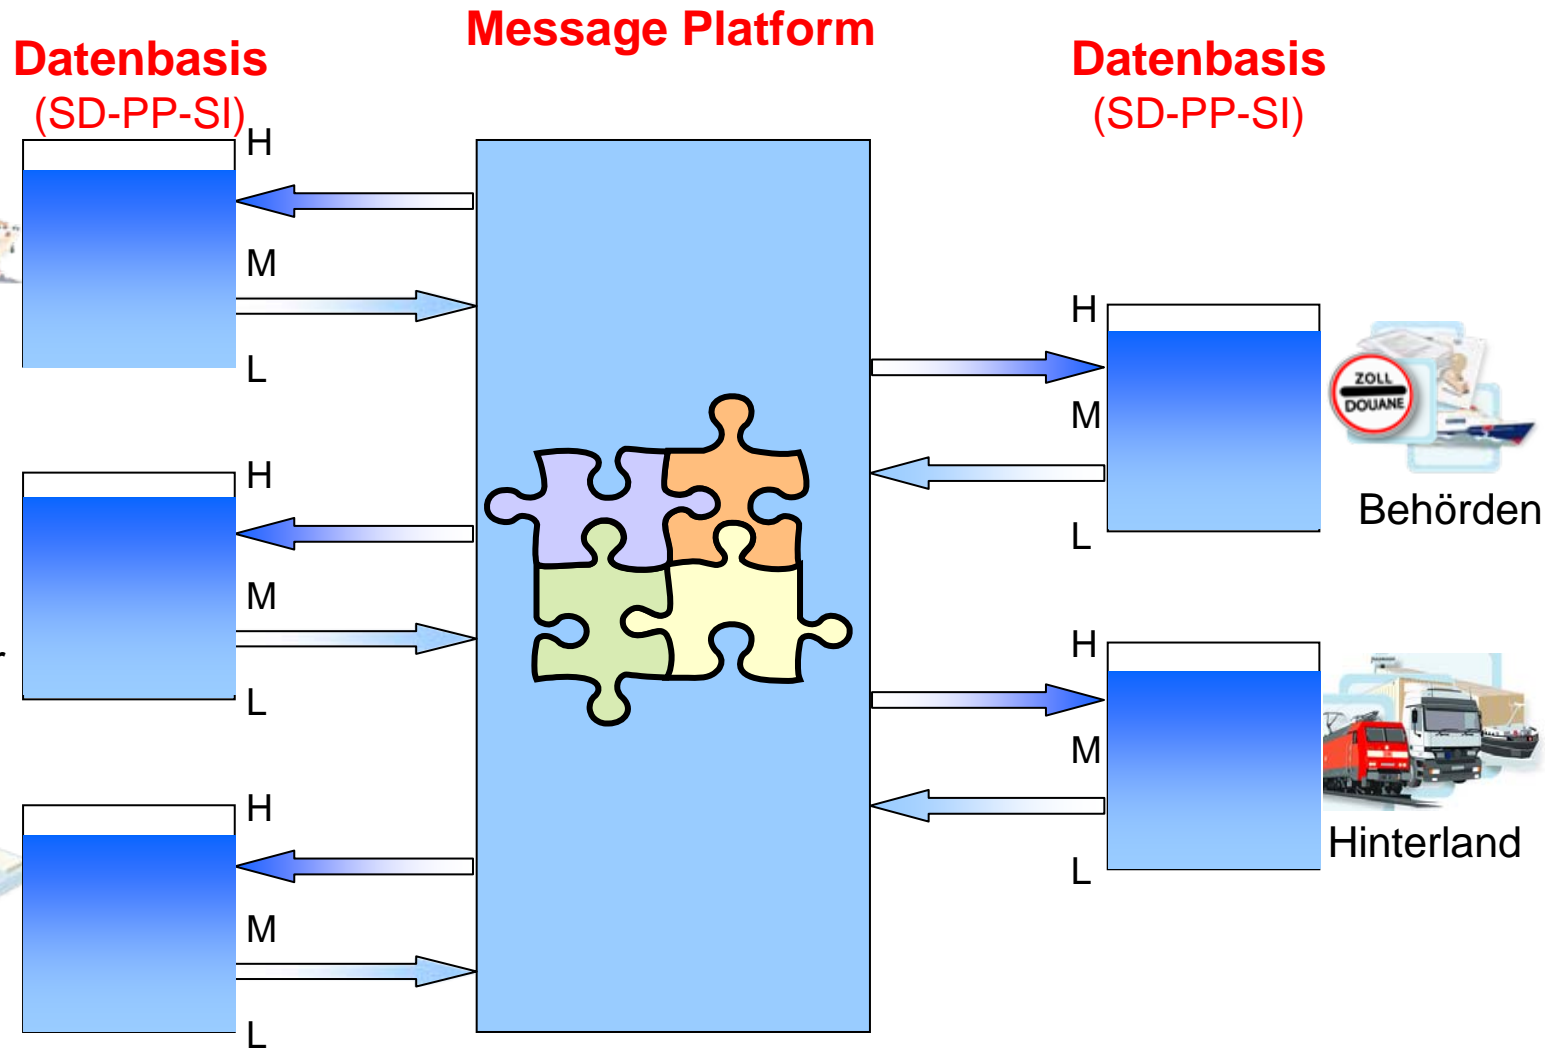 Message Platform
Datenbasis
(SD-PP-SI)
H
M
L
H
M
L
r
H
M
L
Datenbasis
(SD-PP-SI)
H
M
L
ZOLL
DOUANE
Behörden
H
M
L
Hinterland